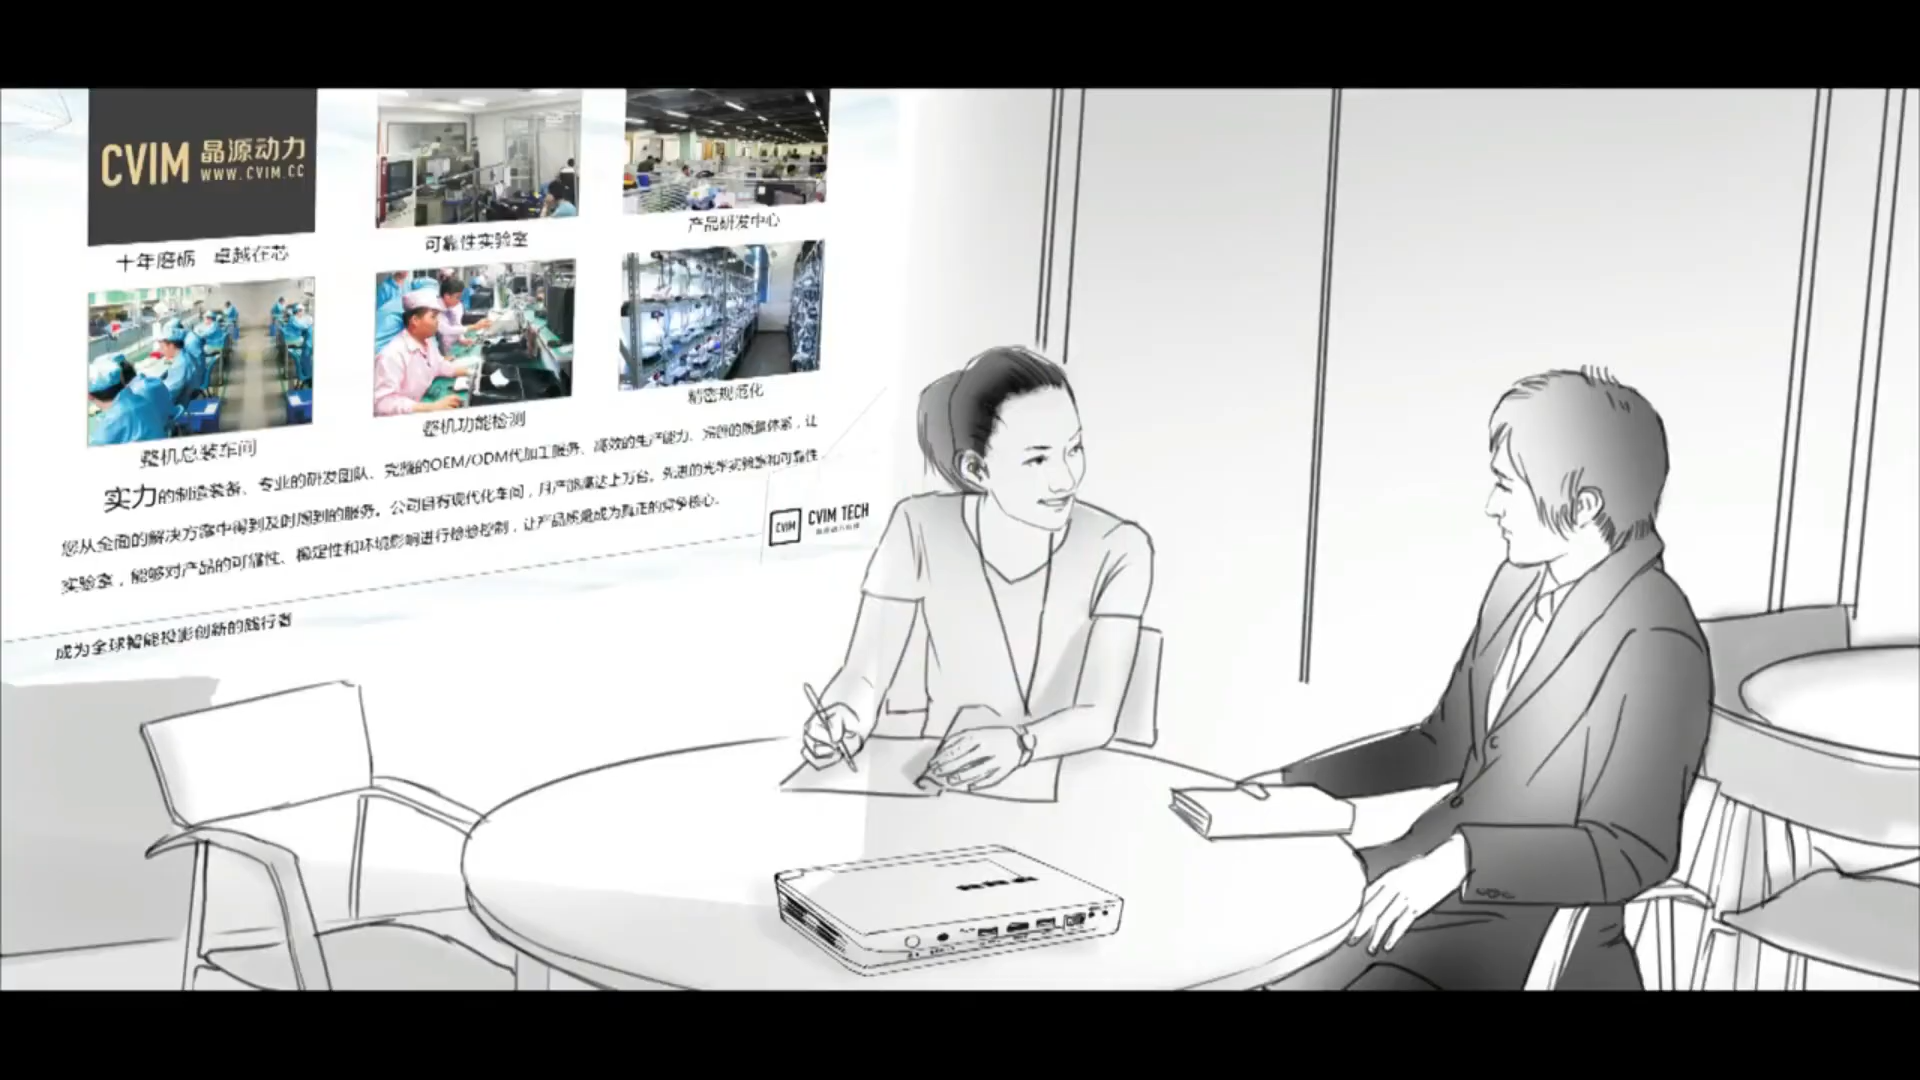 CVIM 晶源动力
WWW.CVIM.CC
十年磨砺 卓越在芯
可靠性实验室
产品研发中心
整机总装车间
整机功能检测
精密规范化
实力的制造装备、专业的研发团队、完整的OEM/ODM代加工服务、高效的生产能力、完善的质量体系，让
您从全面的解决方案中得到及时周到的服务。公司自有现代化车间，月产能达上万台。先进的光学实验室和可靠性
实验室，能够对产品的可靠性、稳定性和环境影响进行检验控制，让产品质量成为真正的竞争核心。
CVIM
CVIM TECH
成为全球智能投影创新的践行者